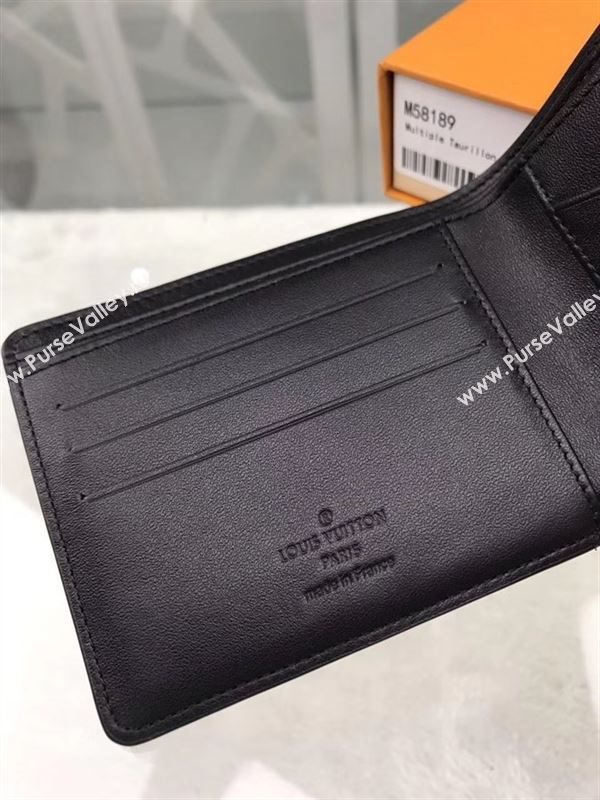 M58189
Multiple Taurillon
®
LOUIS VUITTON
PARIS
made in France
www.PurseValley.
www.PurseValley.c